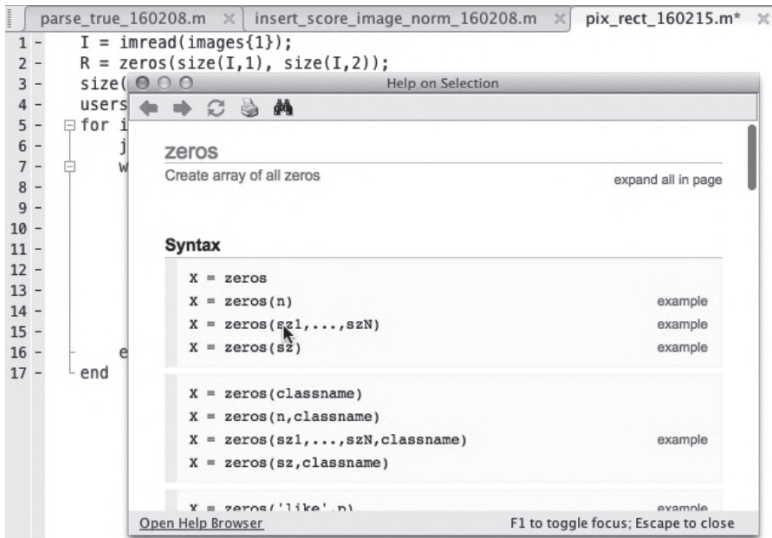 parse_true_160208.m × insert_score_image_norm_160208.m × pix_rect_160215.m* ×
1 - I = imread(images{1});
2 - R = zeros(size(I,1), size(I,2));
3 - size(
4 - users
5 - for i
6 - j
7 - w
8 -
9 -
10 -
11 -
12 -
13 -
14 -
15 -
16 - e
17 - end
Help on Selection
zeros
Create array of all zeros
expand all in page
Syntax
X = zeros
X = zeros(n) example
X = zeros(sz1,...,szN) example
X = zeros(sz) example
X = zeros(classname)
X = zeros(n,classname)
X = zeros(sz1,...,szN,classname) example
X = zeros(sz,classname)
X = zeros('like',p) example
Open Help Browser F1 to toggle focus; Escape to close